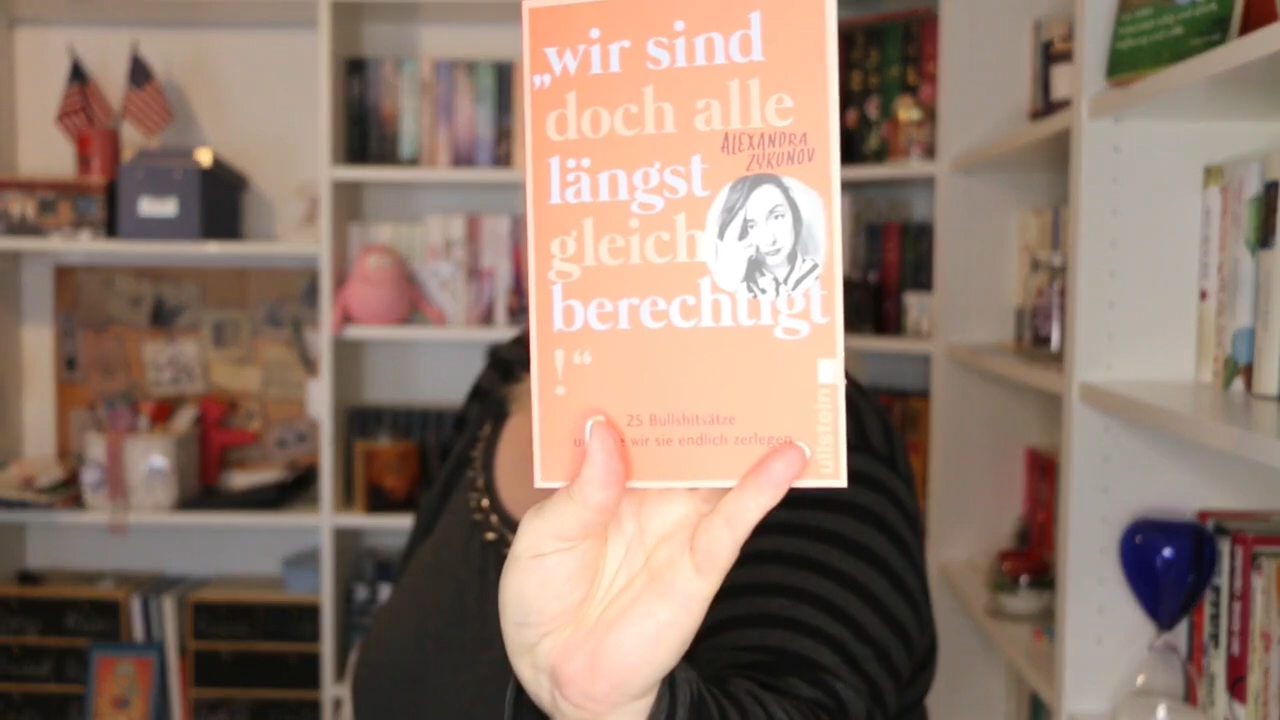 „wir sind
doch alle
längst
gleich
berechtigt
!“
ALEXANDRA
ZYKUNOV
25 Bullshitsätze
wir sie endlich zerlegen
ullstein